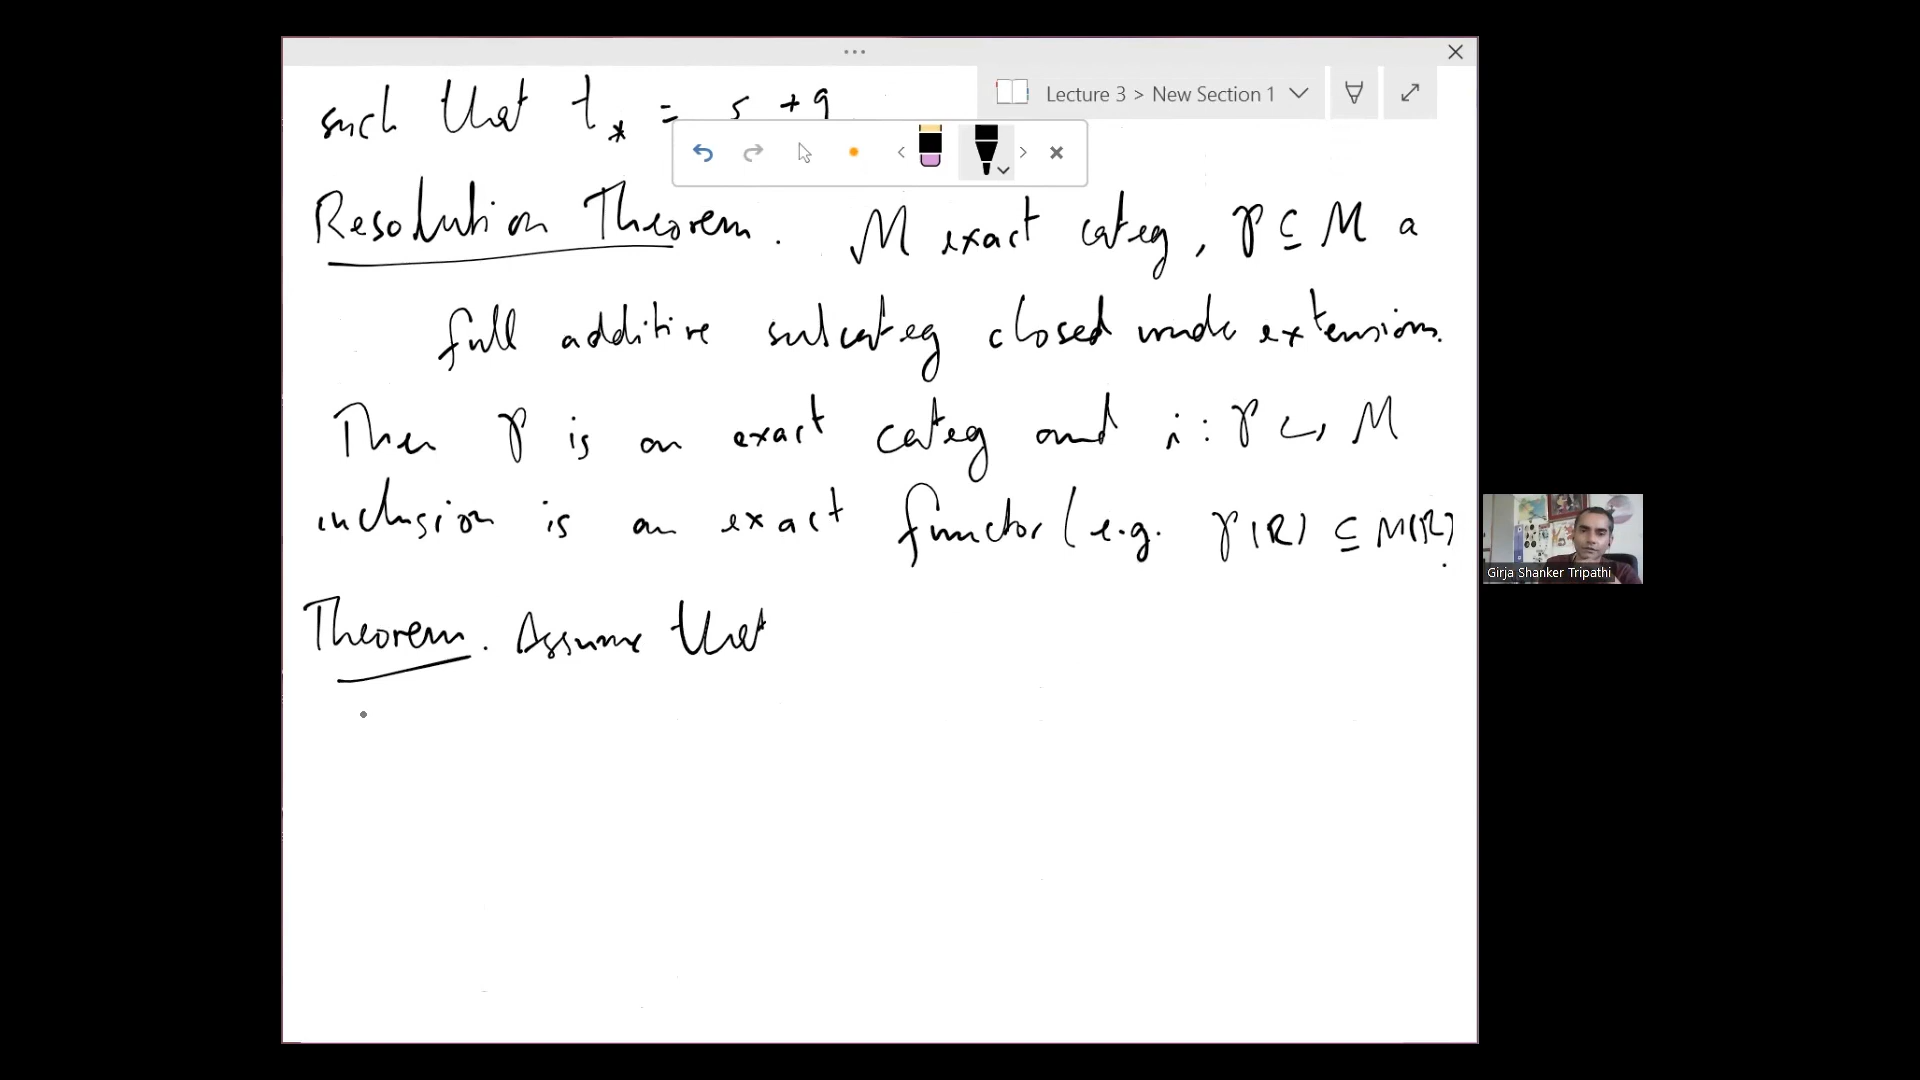 Lecture 3 > New Section 1
such that t_* = s + q
Resolution Theorem. M exact categ, P ⊆ M a
full additive subcateg closed under extensions.
Then P is an exact categ and i : P ↪ M
inclusion is an exact functor (e.g. P(R) ⊆ M(R)
Girja Shanker Tripathi
Theorem. Assume that